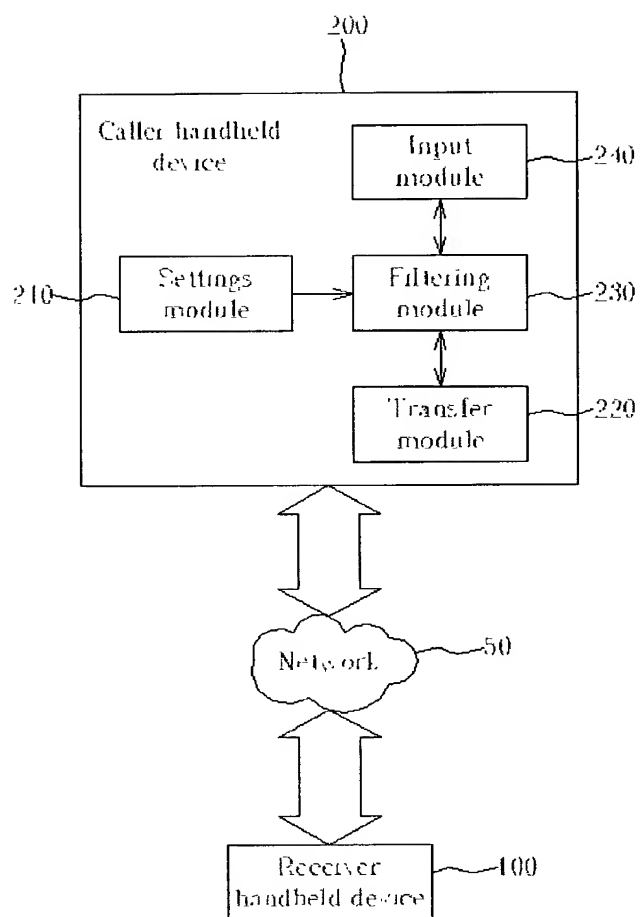 200
Caller handheld
device
Input
module
240
210
Settings
module
Filtering
module
230
Transfer
module
220
Network
50
Receiver
handheld device
100